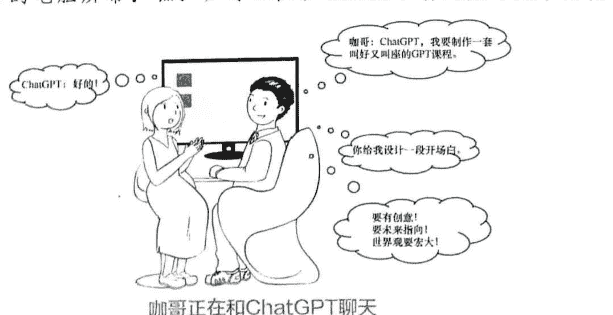 咖哥：ChatGPT，我要制作一套
叫好又叫座的GPT课程。
ChatGPT：好的！
你给我设计一段开场白。
要有创意！
要未来指向！
世界观要宏大！
咖哥正在和ChatGPT聊天